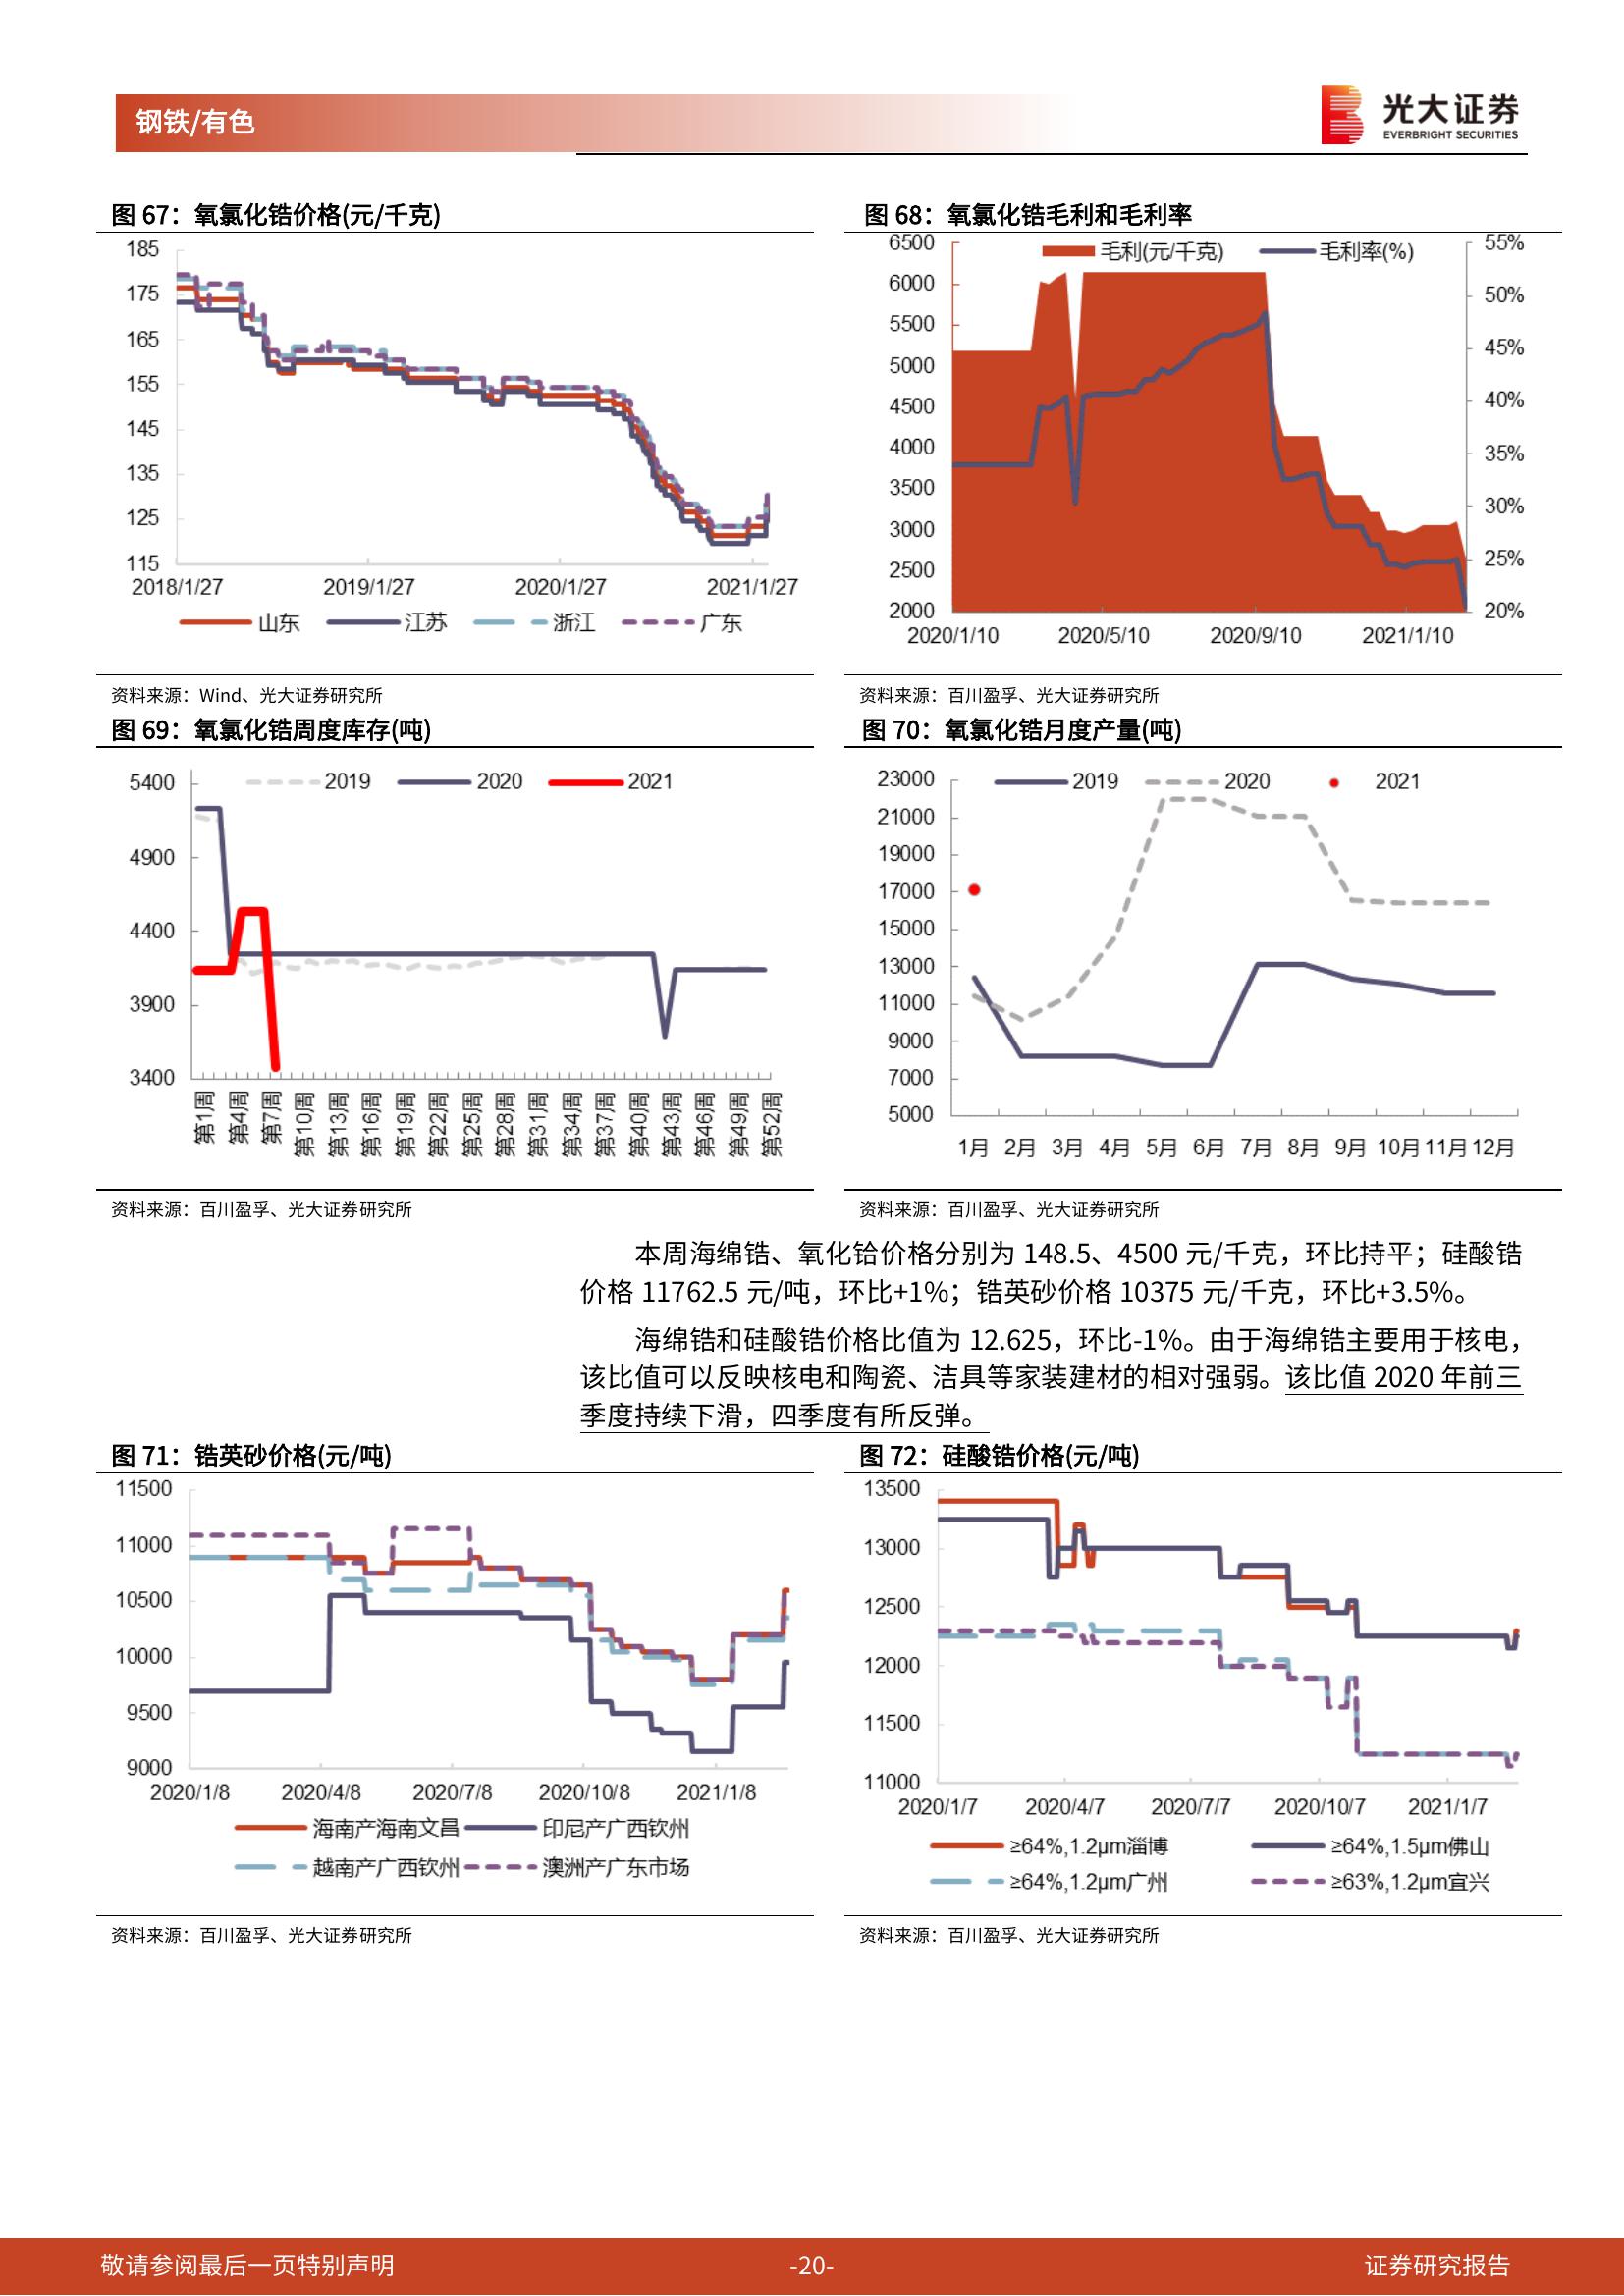 钢铁/有色
光大证券
EVERBRIGHT SECURITIES
图 67：氧氯化锆价格(元/千克)
185
175
165
155
145
135
125
115
2018/1/27 2019/1/27 2020/1/27 2021/1/27
山东 江苏 浙江 广东
资料来源：Wind、光大证券研究所
图 68：氧氯化锆毛利和毛利率
毛利(元/千克) 毛利率(%)
6500 55%
6000 50%
5500 45%
5000 40%
4500 35%
4000 30%
3500 25%
3000 20%
2500
2000
2020/1/10 2020/5/10 2020/9/10 2021/1/10
资料来源：百川盈孚、光大证券研究所
图 69：氧氯化锆周度库存(吨)
2019 2020 2021
5400
4900
4400
3900
3400
第1周 第4周 第7周 第10周 第13周 第16周 第19周 第22周 第25周 第28周 第31周 第34周 第37周 第40周 第43周 第46周 第49周 第52周
资料来源：百川盈孚、光大证券研究所
图 70：氧氯化锆月度产量(吨)
2019 2020 2021
23000
21000
19000
17000
15000
13000
11000
9000
7000
5000
1月 2月 3月 4月 5月 6月 7月 8月 9月 10月 11月 12月
资料来源：百川盈孚、光大证券研究所
本周海绵锆、氧化铪价格分别为 148.5、4500 元/千克，环比持平；硅酸锆
价格 11762.5 元/吨，环比+1%；锆英砂价格 10375 元/千克，环比+3.5%。
海绵锆和硅酸锆价格比值为 12.625，环比-1%。由于海绵锆主要用于核电，
该比值可以反映核电和陶瓷、洁具等家装建材的相对强弱。该比值 2020 年前三
季度持续下滑，四季度有所反弹。
图 71：锆英砂价格(元/吨)
11500
11000
10500
10000
9500
9000
2020/1/8 2020/4/8 2020/7/8 2020/10/8 2021/1/8
海南产海南文昌 印尼产广西钦州
越南产广西钦州 澳洲产广东市场
资料来源：百川盈孚、光大证券研究所
图 72：硅酸锆价格(元/吨)
13500
13000
12500
12000
11500
11000
2020/1/7 2020/4/7 2020/7/7 2020/10/7 2021/1/7
≥64%,1.2μm淄博 ≥64%,1.5μm佛山
≥64%,1.2μm广州 ≥63%,1.2μm宜兴
资料来源：百川盈孚、光大证券研究所
敬请参阅最后一页特别声明 -20- 证券研究报告